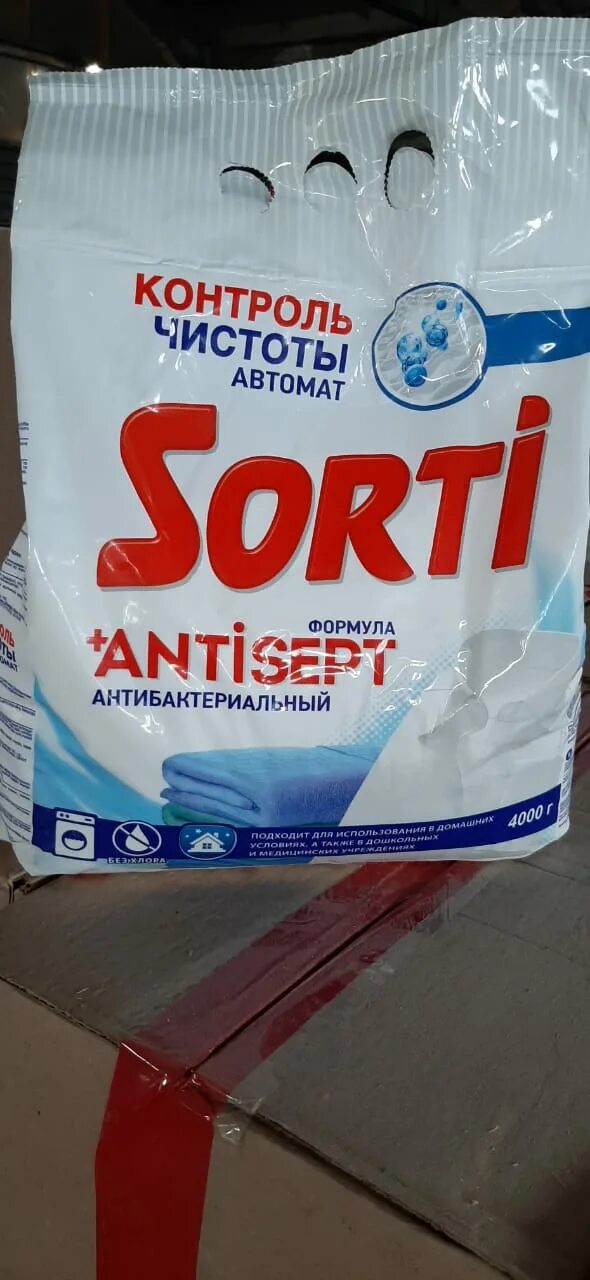 КОНТРОЛЬ
ЧИСТОТЫ
АВТОМАТ
SORTi
ФОРМУЛА
+ANTiSEPT
АНТИБАКТЕРИАЛЬНЫЙ
БЕЗ ХЛОРА
ПОДХОДИТ ДЛЯ ИСПОЛЬЗОВАНИЯ В ДОМАШНИХ
УСЛОВИЯХ, А ТАКЖЕ В ДОШКОЛЬНЫХ
И МЕДИЦИНСКИХ УЧРЕЖДЕНИЯХ
4000 г